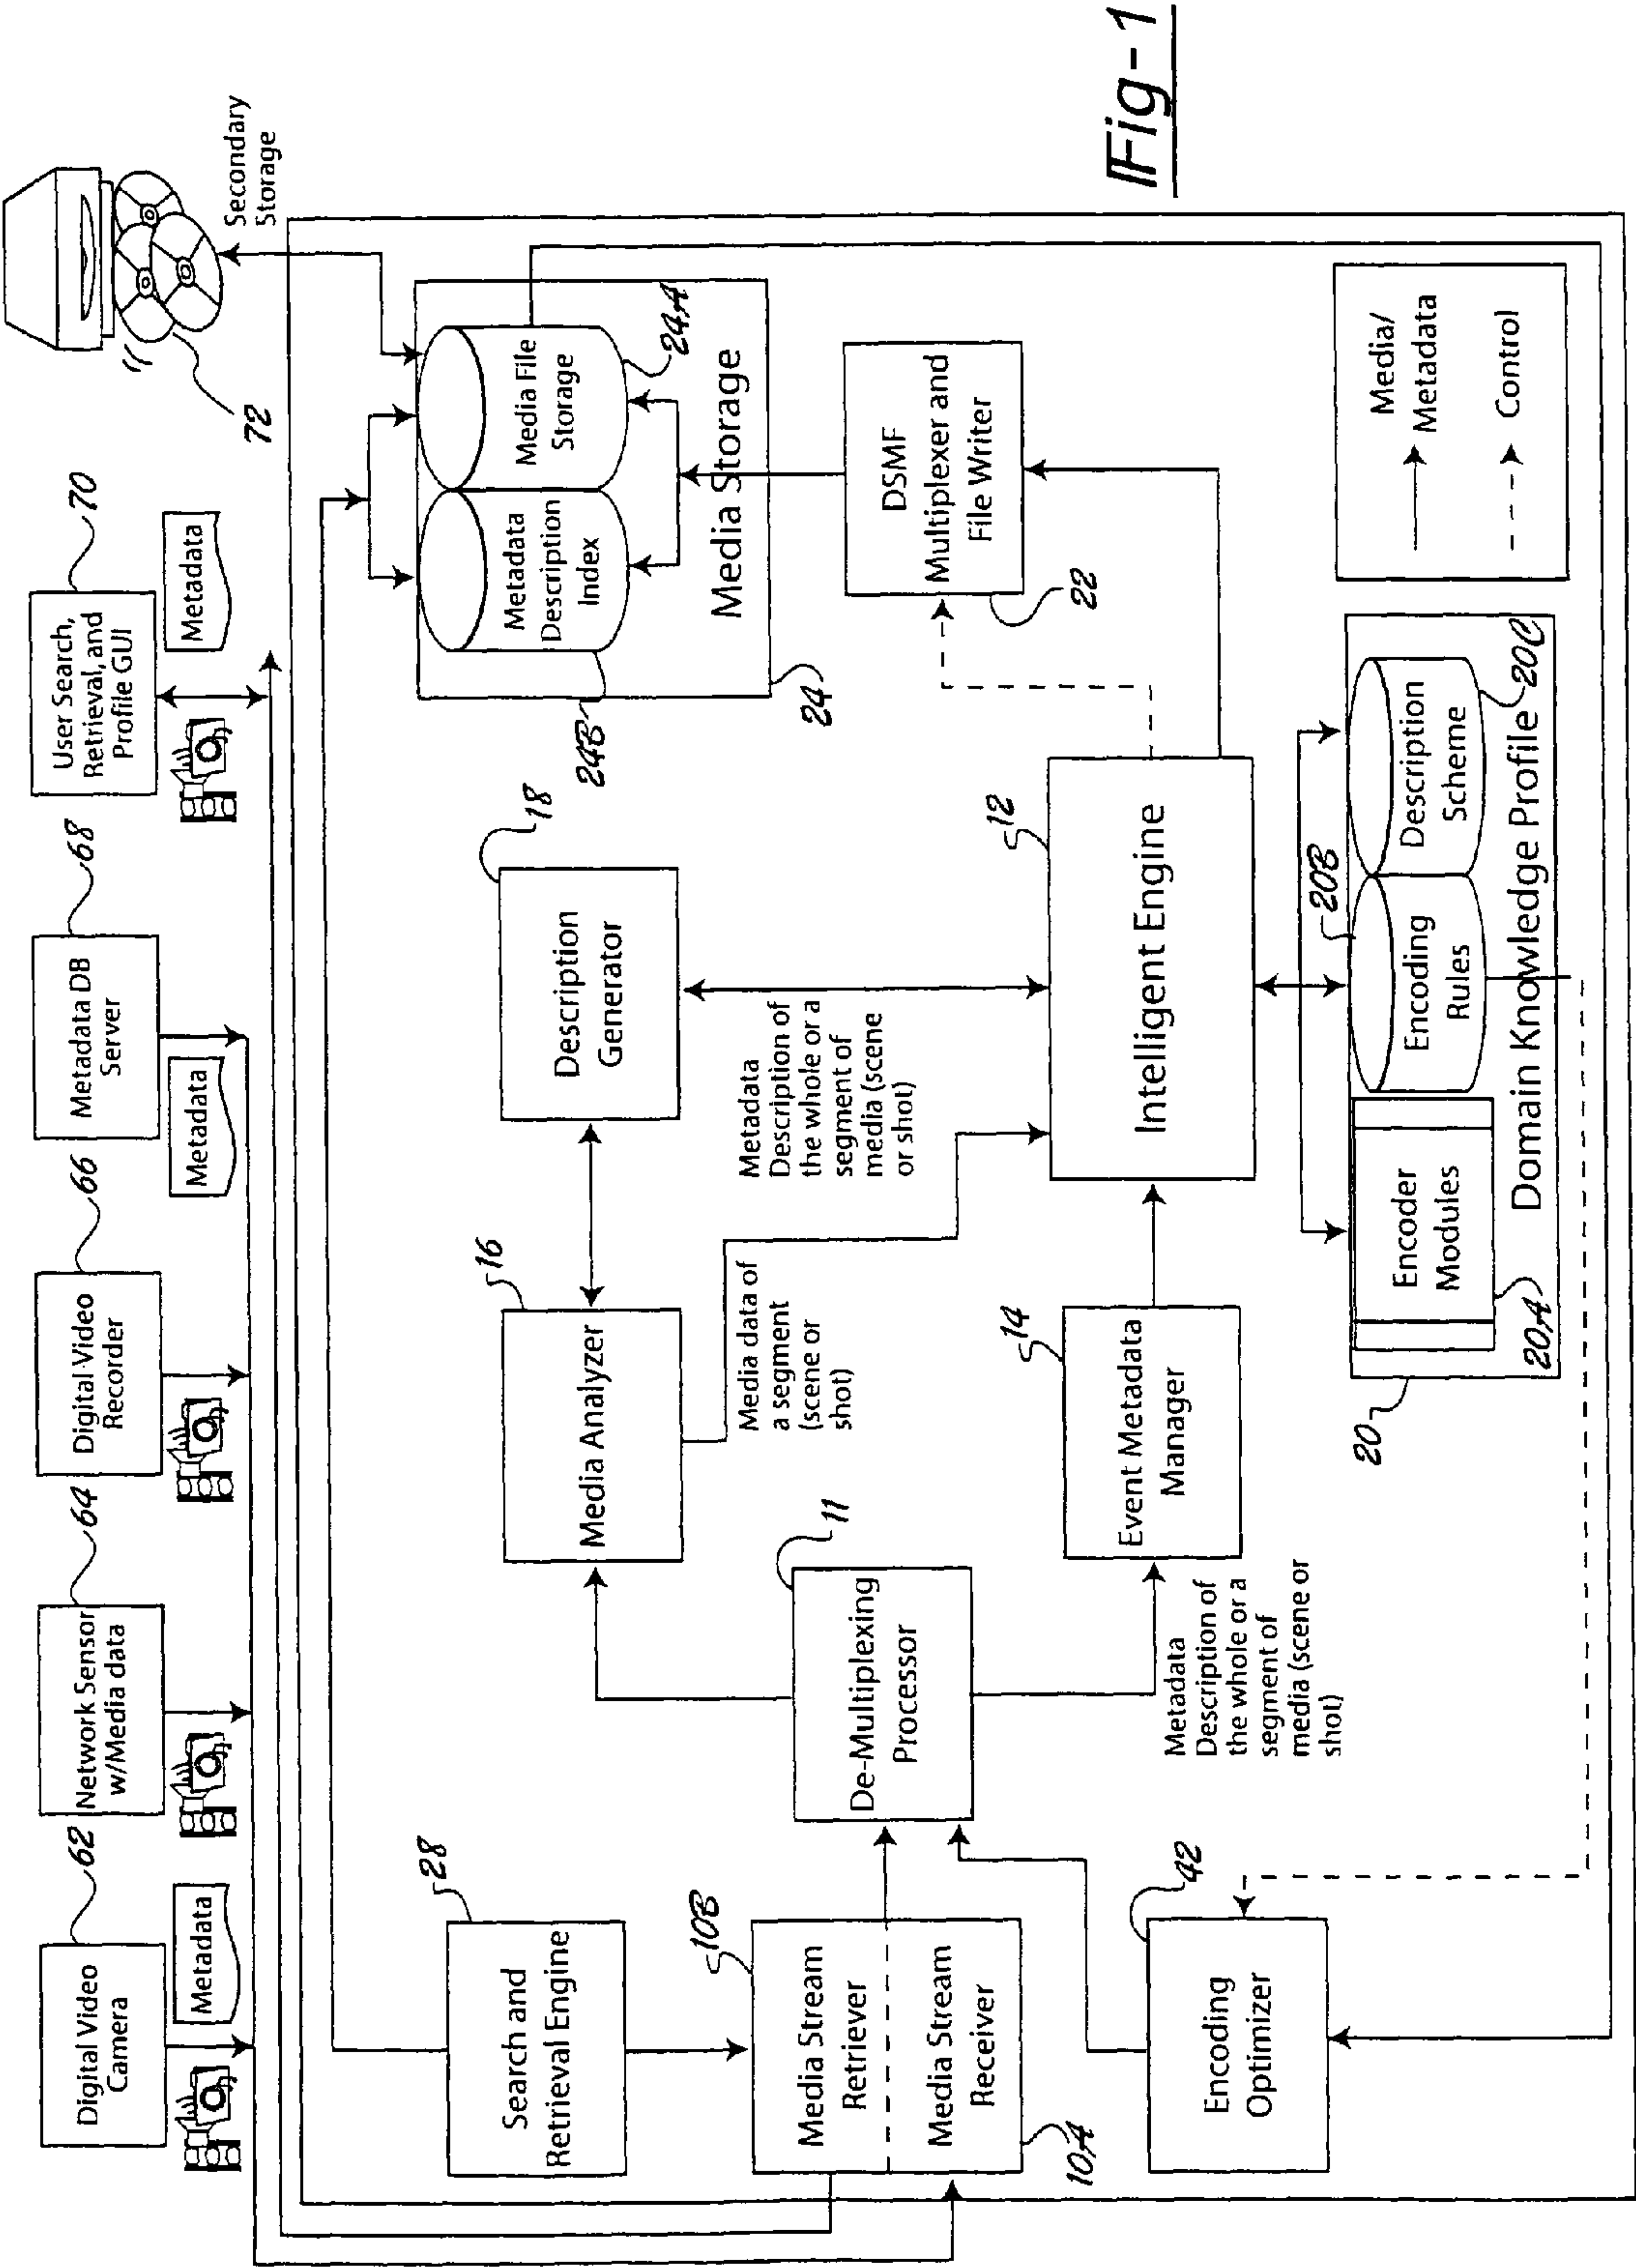 62
64
66
68
70
Digital Video
Camera
Network Sensor
w/Media data
Digital Video
Recorder
Metadata DB
Server
User Search,
Retrieval, and
Profile GUI
Metadata
Metadata
Metadata
72
Secondary
Storage
28
Search and
Retrieval Engine
16
Media Analyzer
18
Description
Generator
Metadata
Description
Index
Media File
Storage
24B
24A
Media Storage
24
10B
Media Stream
Retriever
Media Stream
Receiver
10A
11
De-Multiplexing
Processor
Media data of
a segment
(scene or
shot)
Metadata
Description of
the whole or a
segment of
media (scene
or shot)
DSMF
Multiplexer and
File Writer
22
42
Encoding
Optimizer
Metadata
Description of
the whole or a
segment of
media (scene or
shot)
14
Event Metadata
Manager
12
Intelligent Engine
20
20A
Encoder
Modules
20B
Encoding
Rules
20C
Description
Scheme
Domain Knowledge Profile
Media/
Metadata
Control
Fig-1